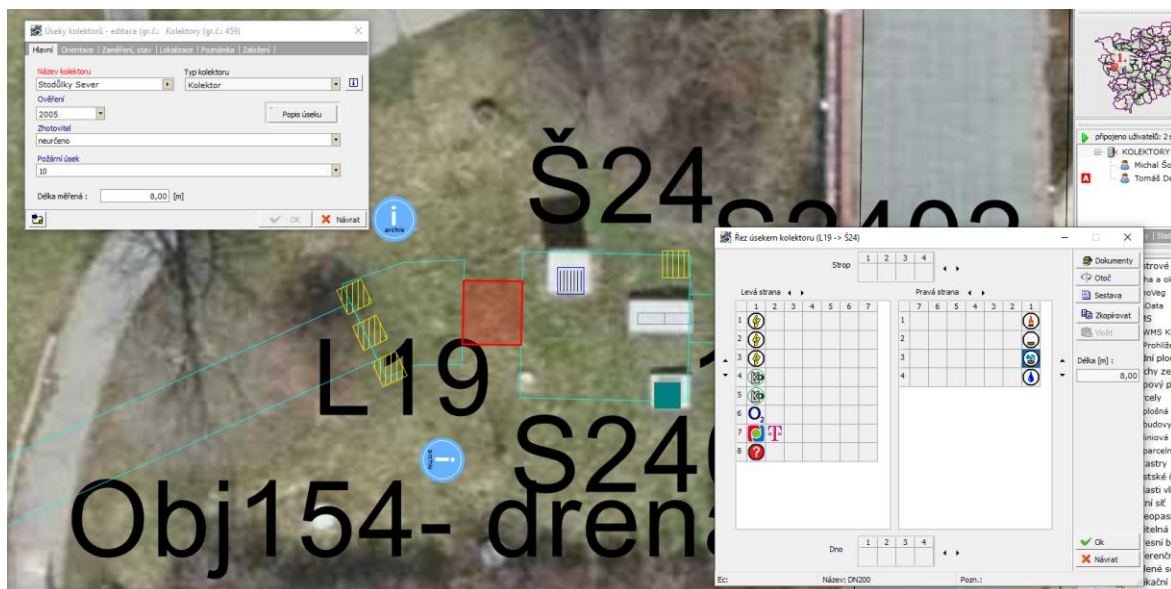 Úseky kolektorů - editace (gr.č.: Kolektory (gr.č.: 459)
Hlavní | Orientace | Zaměření, stav | Lokalizace | Poznámka | Založení |
Název kolektoru
Typ kolektoru
Stodůlky Sever
Kolektor
Ověření
2005
Popis úseku
Zhotovitel
neurčeno
Požární úsek
10
Délka měřená :
8,00 [m]
OK
Návrat
i
archiv
Š24
L19
i
archiv
Obj154- drena
1.
připojeno uživatelů: 2
KOLEKTORY
Michal Šo
A
Tomáš De
Řez úsekem kolektoru (L19 -> Š24)
Strop
1 2 3 4
Levá strana
Pravá strana
1 2 3 4 5 6 7
7 6 5 4 3 2 1
1
2
3
4
5
6 O2
7 T
8 ?
1
2
3
4
Dno
1 2 3 4
Dokumenty
Otoč
Sestava
Zkopírovat
Vložit
Délka [m] :
8,00
Ok
Návrat
Ec:
Název: DN200
Pozn.: